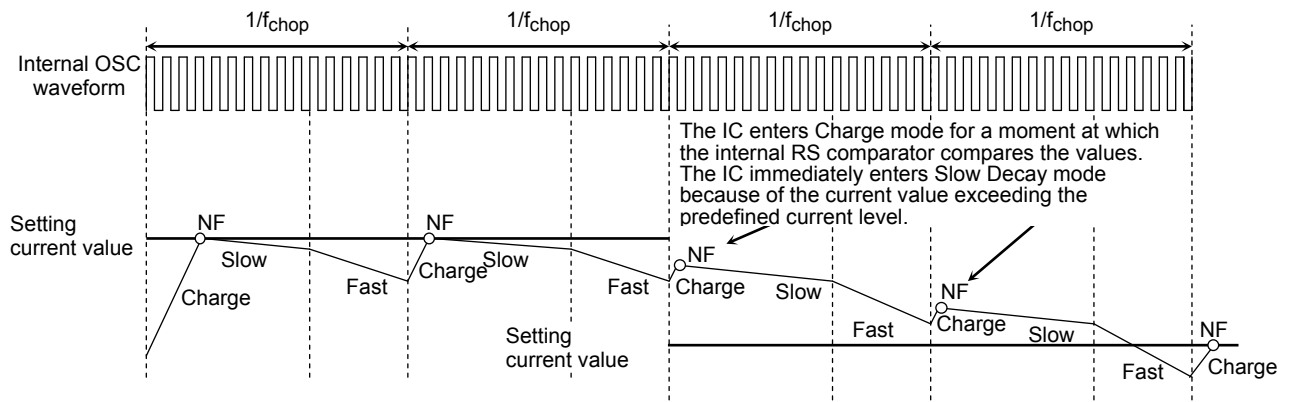 1/fchop 1/fchop 1/fchop 1/fchop
Internal OSC
waveform
The IC enters Charge mode for a moment at which
the internal RS comparator compares the values.
The IC immediately enters Slow Decay mode
because of the current value exceeding the
predefined current level.
Setting
current value
NF
Slow
Fast
Charge
NF
Charge
Slow
Fast
NF
Charge
Slow
Fast
NF
Charge
Slow
Fast
NF
Charge
Setting
current value